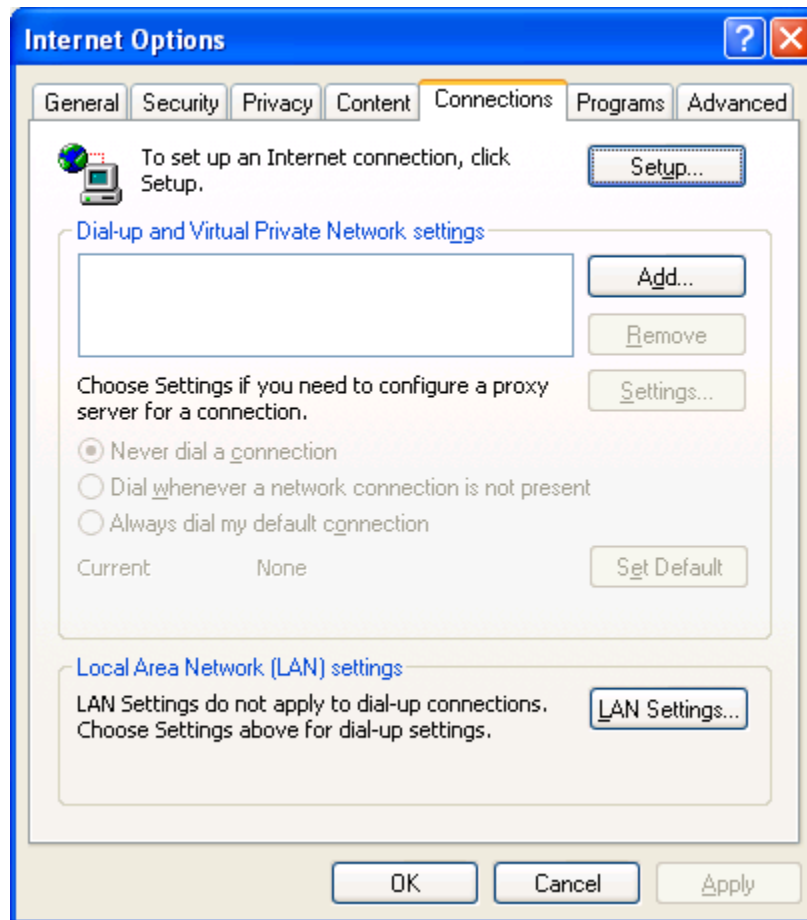 Internet Options
General Security Privacy Content Connections Programs Advanced
To set up an Internet connection, click
Setup.
Setup...
Dial-up and Virtual Private Network settings
Add...
Remove
Choose Settings if you need to configure a proxy
server for a connection.
Settings...
Never dial a connection
Dial whenever a network connection is not present
Always dial my default connection
Current None Set Default
Local Area Network (LAN) settings
LAN Settings do not apply to dial-up connections.
Choose Settings above for dial-up settings.
LAN Settings...
OK Cancel Apply